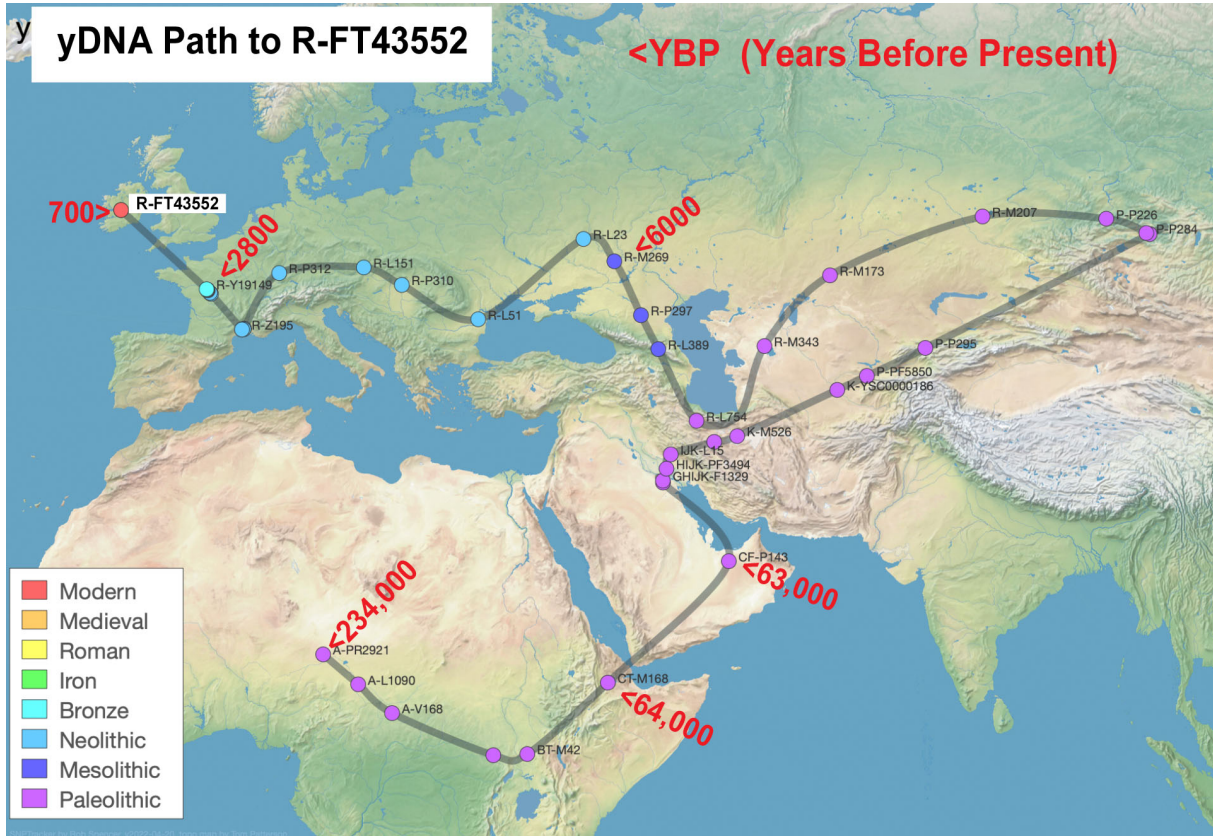 y
yDNA Path to R-FT43552
<YBP (Years Before Present)
700>
R-FT43552
<2800
R-Y19149
R-Z195
R-P312
R-L151
R-P310
R-L51
R-L23
<6000
R-M269
R-P297
R-L389
R-L754
R-M343
R-M173
R-M207
P-P226
P-P284
P-P295
P-PF5850
K-YSC0000186
K-M526
IJK-L15
HIJK-PF3494
GHIJK-F1329
CF-P143
<63,000
CT-M168
<64,000
BT-M42
A-V168
A-L1090
A-PR2921
<234,000
Modern
Medieval
Roman
Iron
Bronze
Neolithic
Mesolithic
Paleolithic